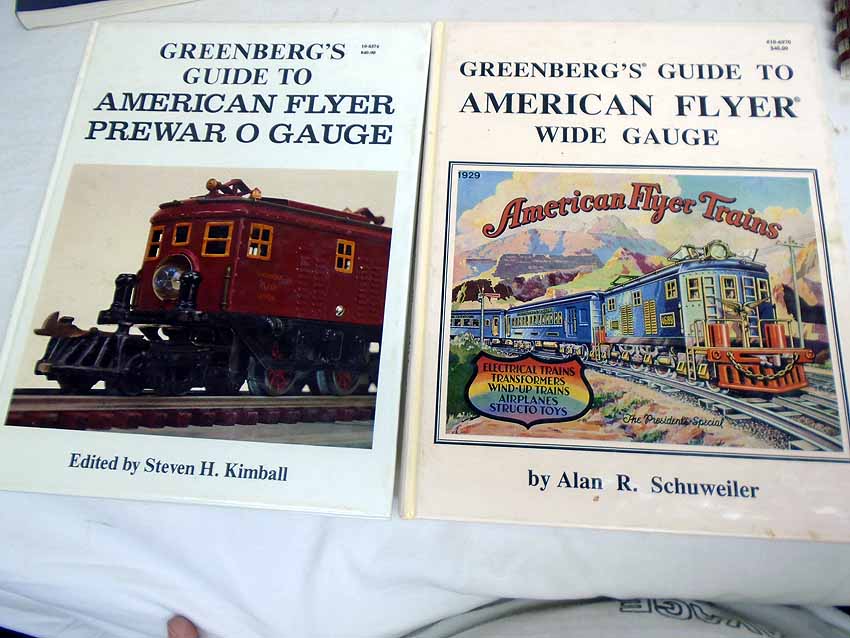 GREENBERG'S
GUIDE TO
AMERICAN FLYER
PREWAR O GAUGE
Edited by Steven H. Kimball
GREENBERG'S® GUIDE TO
AMERICAN FLYER®
WIDE GAUGE
1929
American Flyer Trains
ELECTRICAL TRAINS
TRANSFORMERS
WIND-UP TRAINS
AIRPLANES
STRUCTO TOYS
The Presidents Special
by Alan R. Schuweiler